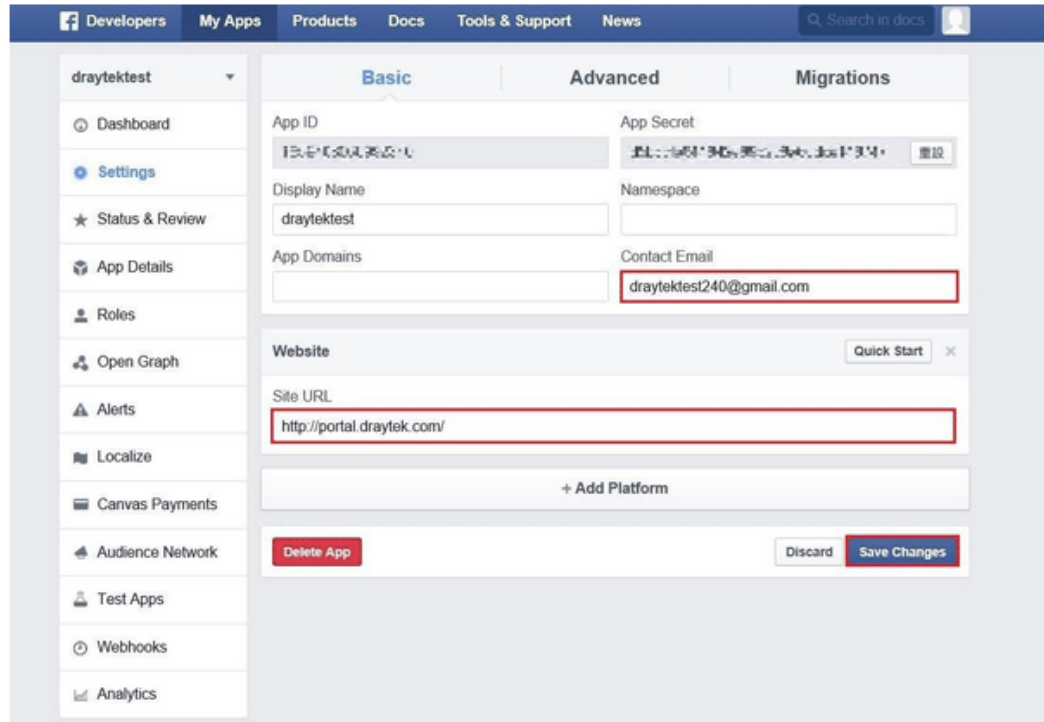 f Developers My Apps Products Docs Tools & Support News Search in docs
draytektest Basic Advanced Migrations
Dashboard
Settings
Status & Review
App Details
Roles
Open Graph
Alerts
Localize
Canvas Payments
Audience Network
Test Apps
Webhooks
Analytics
App ID App Secret
重設
Display Name Namespace
draytektest
App Domains Contact Email
draytektest240@gmail.com
Website Quick Start
Site URL
http://portal.draytek.com/
+ Add Platform
Delete App Discard Save Changes